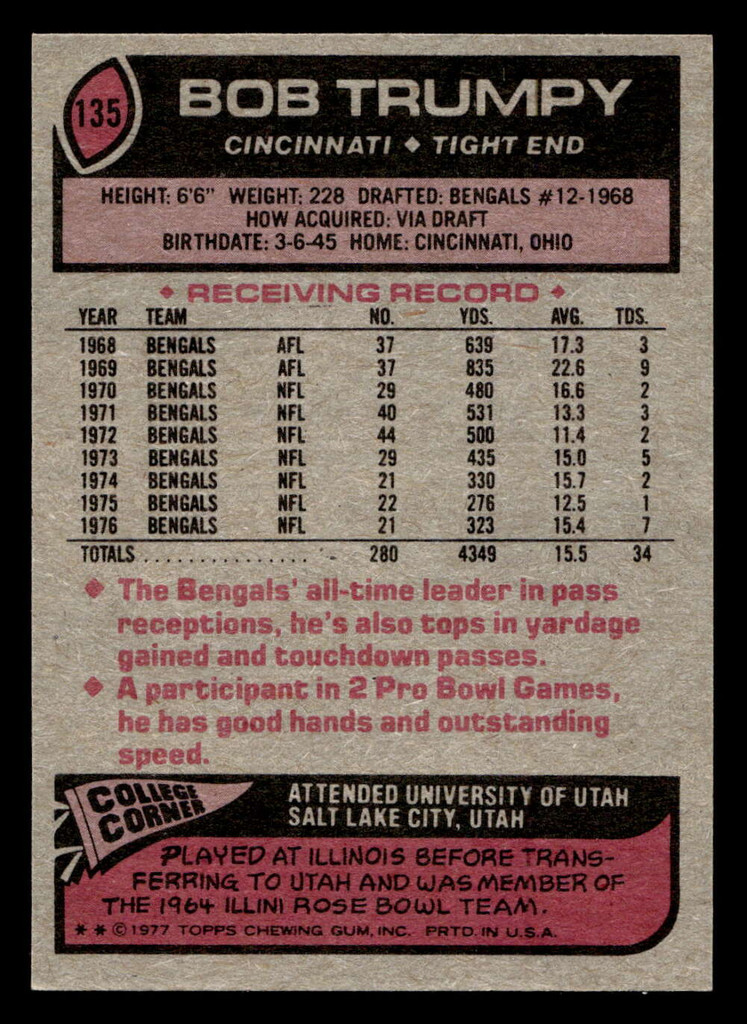 135
BOB TRUMPY
CINCINNATI ◆ TIGHT END
HEIGHT: 6'6" WEIGHT: 228 DRAFTED: BENGALS #12-1968
HOW ACQUIRED: VIA DRAFT
BIRTHDATE: 3-6-45 HOME: CINCINNATI, OHIO
◆ RECEIVING RECORD ◆
YEAR TEAM NO. YDS. AVG. TDS.
1968 BENGALS AFL 37 639 17.3 3
1969 BENGALS AFL 37 835 22.6 9
1970 BENGALS NFL 29 480 16.6 2
1971 BENGALS NFL 40 531 13.3 3
1972 BENGALS NFL 44 500 11.4 2
1973 BENGALS NFL 29 435 15.0 5
1974 BENGALS NFL 21 330 15.7 2
1975 BENGALS NFL 22 276 12.5 1
1976 BENGALS NFL 21 323 15.4 7
TOTALS ................ 280 4349 15.5 34
◆ The Bengals' all-time leader in pass
receptions, he's also tops in yardage
gained and touchdown passes.
◆ A participant in 2 Pro Bowl Games,
he has good hands and outstanding
speed.
COLLEGE
CORNER
ATTENDED UNIVERSITY OF UTAH
SALT LAKE CITY, UTAH
PLAYED AT ILLINOIS BEFORE TRANS-
FERRING TO UTAH AND WAS MEMBER OF
THE 1964 ILLINI ROSE BOWL TEAM.
** © 1977 TOPPS CHEWING GUM, INC. PRTD. IN U.S.A.